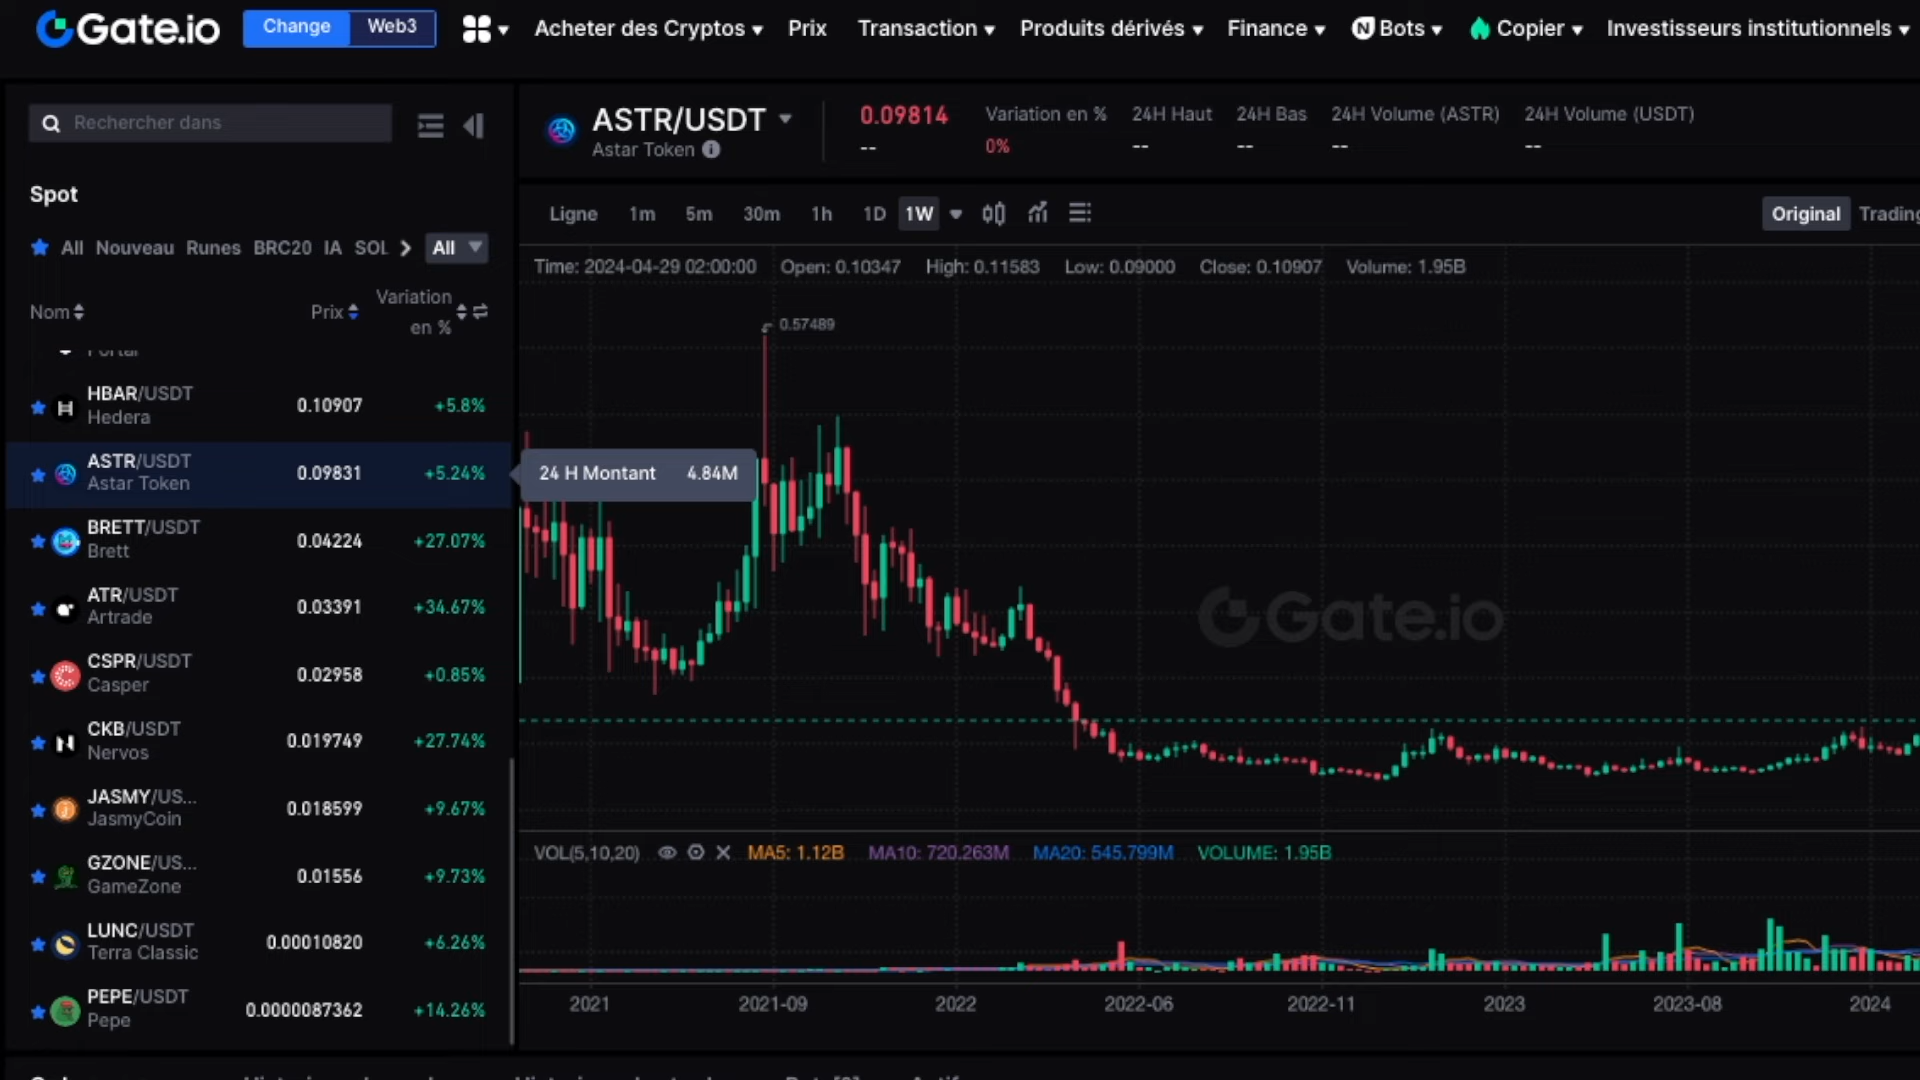 Gate.io Change Web3 Acheter des Cryptos Prix Transaction Produits dérivés Finance Bots Copier Investisseurs institutionnels
Rechercher dans
ASTR/USDT
Astar Token
0.09814
--
Variation en %
0%
24H Haut
--
24H Bas
--
24H Volume (ASTR)
--
24H Volume (USDT)
--
Spot
All Nouveau Runes BRC20 IA SOL All
Nom Prix Variation
en %
Portal
HBAR/USDT 0.10907 +5.8%
Hedera
ASTR/USDT 0.09831 +5.24%
Astar Token
BRETT/USDT 0.04224 +27.07%
Brett
ATR/USDT 0.03391 +34.67%
Artrade
CSPR/USDT 0.02958 +0.85%
Casper
CKB/USDT 0.019749 +27.74%
Nervos
JASMY/US... 0.018599 +9.67%
JasmyCoin
GZONE/US... 0.01556 +9.73%
GameZone
LUNC/USDT 0.00010820 +6.26%
Terra Classic
PEPE/USDT 0.0000087362 +14.26%
Pepe
Ligne 1m 5m 30m 1h 1D 1W Original Trading
Time: 2024-04-29 02:00:00 Open: 0.10347 High: 0.11583 Low: 0.09000 Close: 0.10907 Volume: 1.95B
0.57489
24 H Montant 4.84M
Gate.io
VOL(5,10,20) MA5: 1.12B MA10: 720.263M MA20: 545.799M VOLUME: 1.95B
2021 2021-09 2022 2022-06 2022-11 2023 2023-08 2024